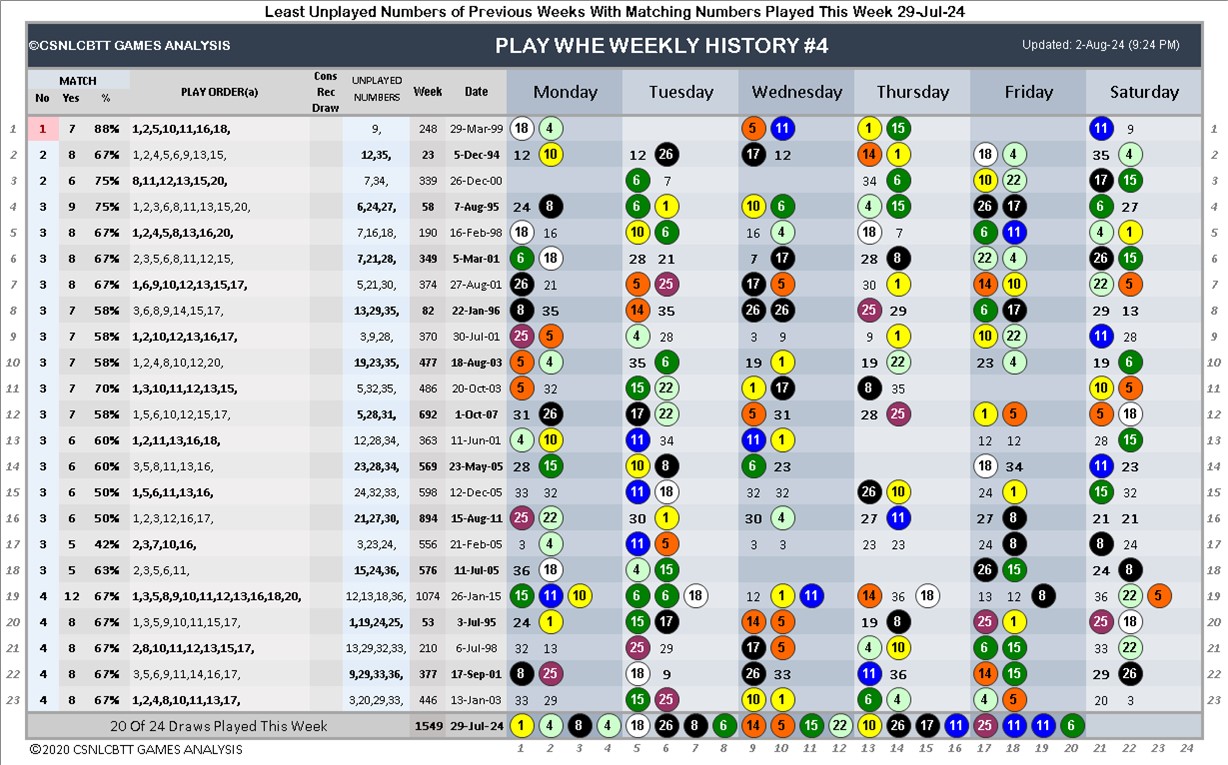 Least Unplayed Numbers of Previous Weeks With Matching Numbers Played This Week 29-Jul-24
©CSNLCBTT GAMES ANALYSIS PLAY WHE WEEKLY HISTORY #4 Updated: 2-Aug-24 (9:24 PM)
MATCH
No Yes % PLAY ORDER(a) Cons Rec Draw UNPLAYED NUMBERS Week Date Monday Tuesday Wednesday Thursday Friday Saturday
1 1 7 88% 1,2,5,10,11,16,18, 9, 248 29-Mar-99 18 4 5 11 1 15 11 9 1
2 2 8 67% 1,2,4,5,6,9,13,15, 12,35, 23 5-Dec-94 12 10 12 26 17 12 14 1 18 4 35 4 2
3 2 6 75% 8,11,12,13,15,20, 7,34, 339 26-Dec-00 6 7 34 6 10 22 17 15 3
4 3 9 75% 1,2,3,6,8,11,13,15,20, 6,24,27, 58 7-Aug-95 24 8 6 1 10 6 4 15 26 17 6 27 4
5 3 8 67% 1,2,4,5,8,13,16,20, 7,16,18, 190 16-Feb-98 18 16 10 6 16 4 18 7 6 11 4 1 5
6 3 8 67% 2,3,5,6,8,11,12,15, 7,21,28, 349 5-Mar-01 6 18 28 21 7 17 28 8 22 4 26 15 6
7 3 8 67% 1,6,9,10,12,13,15,17, 5,21,30, 374 27-Aug-01 26 21 5 25 17 5 30 1 14 10 22 5 7
8 3 7 58% 3,6,8,9,14,15,17, 13,29,35, 82 22-Jan-96 8 35 14 35 26 26 25 29 6 17 29 13 8
9 3 7 58% 1,2,10,12,13,16,17, 3,9,28, 370 30-Jul-01 25 5 4 28 3 9 9 1 10 22 11 28 9
10 3 7 58% 1,2,4,8,10,12,20, 19,23,35, 477 18-Aug-03 5 4 35 6 19 1 19 22 23 4 19 6 10
11 3 7 70% 1,3,10,11,12,13,15, 5,32,35, 486 20-Oct-03 5 32 15 22 1 17 8 35 10 5 11
12 3 7 58% 1,5,6,10,12,15,17, 5,28,31, 692 1-Oct-07 31 26 17 22 5 31 28 25 1 5 5 18 12
13 3 6 60% 1,2,11,13,16,18, 12,28,34, 363 11-Jun-01 4 10 11 34 11 1 12 12 28 15 13
14 3 6 60% 3,5,8,11,13,16, 23,28,34, 569 23-May-05 28 15 10 8 6 23 18 34 11 23 14
15 3 6 50% 1,5,6,11,13,16, 24,32,33, 598 12-Dec-05 33 32 11 18 32 32 26 10 24 1 15 32 15
16 3 6 50% 1,2,3,12,16,17, 21,27,30, 894 15-Aug-11 25 22 30 1 30 4 27 11 27 8 21 21 16
17 3 5 42% 2,3,7,10,16, 3,23,24, 556 21-Feb-05 3 4 11 5 3 3 23 23 24 8 8 24 17
18 3 5 63% 2,3,5,6,11, 15,24,36, 576 11-Jul-05 36 18 4 15 26 15 24 8 18
19 4 12 67% 1,3,5,8,9,10,11,12,13,16,18,20, 12,13,18,36, 1074 26-Jan-15 15 11 10 6 6 18 12 1 11 14 36 18 13 12 8 36 22 5 19
20 4 8 67% 1,3,5,9,10,11,15,17, 1,19,24,25, 53 3-Jul-95 24 1 15 17 14 5 19 8 25 1 25 18 20
21 4 8 67% 2,8,10,11,12,13,15,17, 13,29,32,33, 210 6-Jul-98 32 13 25 29 17 5 4 10 6 15 33 22 21
22 4 8 67% 3,5,6,9,11,14,16,17, 9,29,33,36, 377 17-Sep-01 8 25 18 9 26 33 11 36 14 15 29 26 22
23 4 8 67% 1,2,4,8,10,11,13,17, 3,20,29,33, 446 13-Jan-03 33 29 15 25 10 1 6 4 4 5 20 3 23
20 Of 24 Draws Played This Week 1549 29-Jul-24 1 4 8 4 18 26 8 6 14 5 15 22 10 26 17 11 25 11 11 6
©2020 CSNLCBTT GAMES ANALYSIS 1 2 3 4 5 6 7 8 9 10 11 12 13 14 15 16 17 18 19 20 21 22 23 24